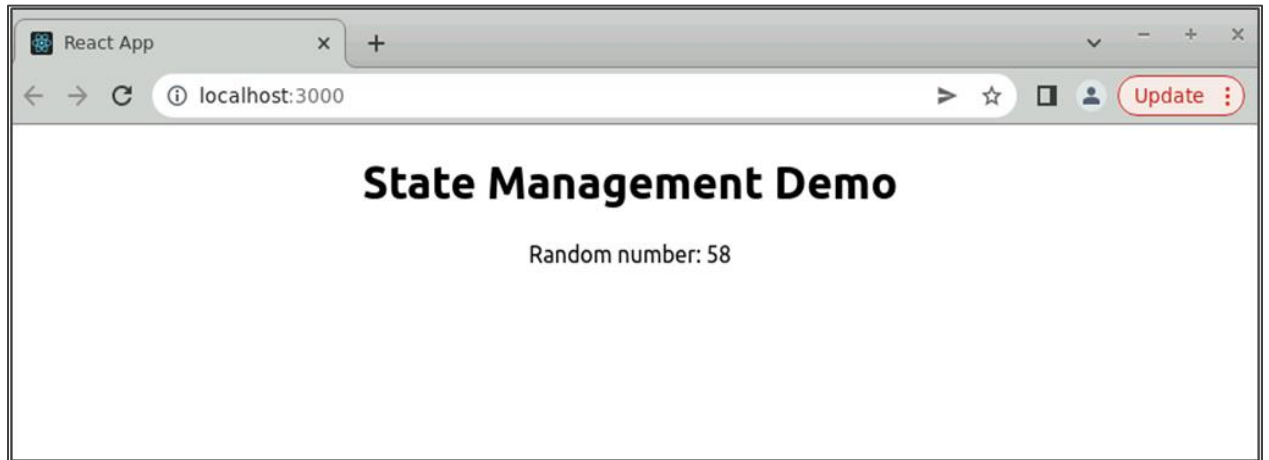 React App
localhost:3000
Update
State Management Demo
Random number: 58